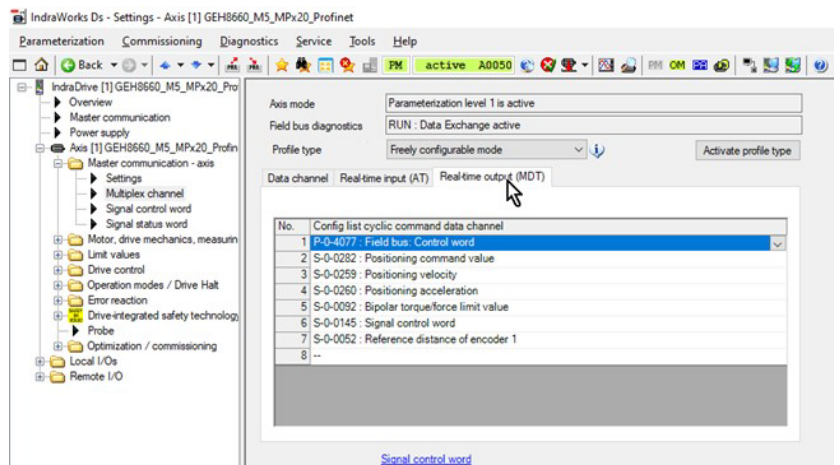 IndraWorks Ds - Settings - Axis [1] GEH8660_M5_MPx20_Profinet
Parameterization Commissioning Diagnostics Service Tools Help
Back PM active A0050 PM OM
IndraDrive [1] GEH8660_M5_MPx20_Pro
Overview
Master communication
Power supply
Axis [1] GEH8660_M5_MPx20_Profin
Master communication - axis
Settings
Multiplex channel
Signal control word
Signal status word
Motor, drive mechanics, measurin
Limit values
Drive control
Operation modes / Drive Halt
Error reaction
Drive-integrated safety technology
Probe
Optimization / commissioning
Local I/Os
Remote I/O
Axis mode Parameterization level 1 is active
Field bus diagnostics RUN : Data Exchange active
Profile type Freely configurable mode Activate profile type
Data channel Real-time input (AT) Real-time output (MDT)
No. Config list cyclic command data channel
1 P-0-4077 : Field bus: Control word
2 S-0-0282 : Positioning command value
3 S-0-0259 : Positioning velocity
4 S-0-0260 : Positioning acceleration
5 S-0-0092 : Bipolar torque/force limit value
6 S-0-0145 : Signal control word
7 S-0-0052 : Reference distance of encoder 1
8 --
Signal control word